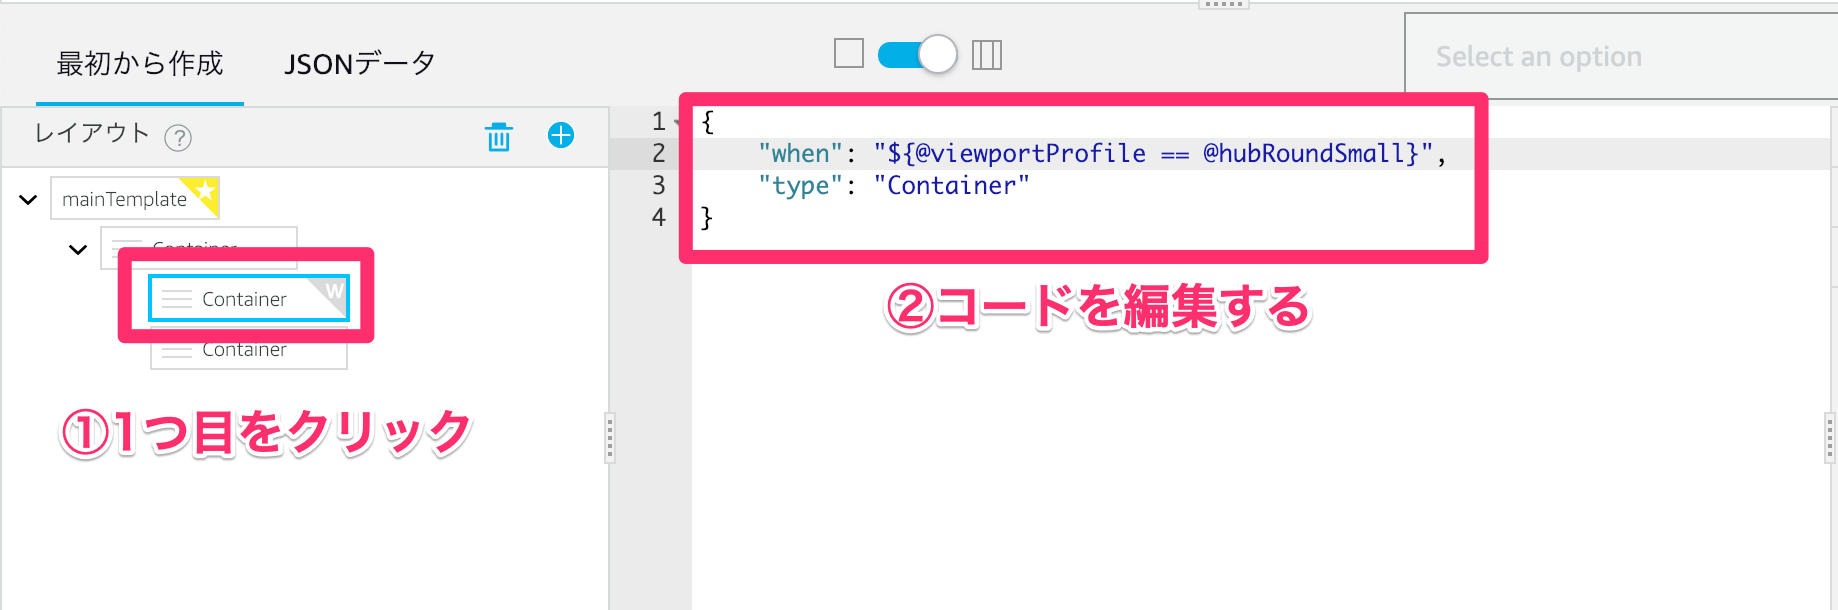 最初から作成
JSONデータ
Select an option
レイアウト ?
mainTemplate
Container
Container W
Container
1 {
2 "when": "${@viewportProfile == @hubRoundSmall}",
3 "type": "Container"
4 }
①1つ目をクリック
②コードを編集する